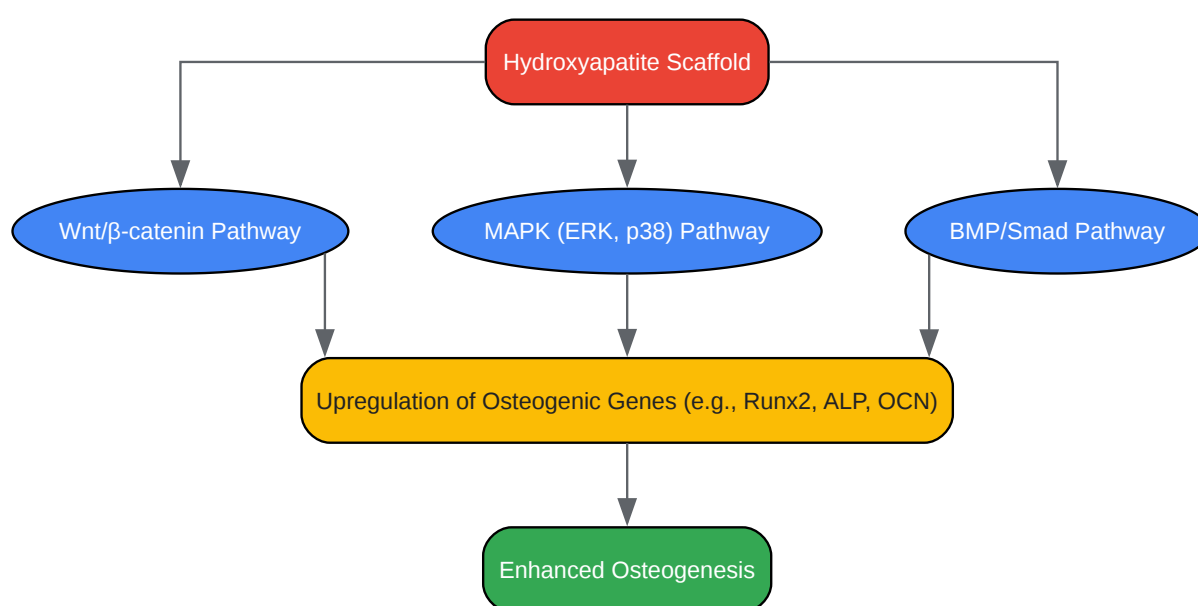 Hydroxyapatite Scaffold
Wnt/β-catenin Pathway
MAPK (ERK, p38) Pathway
BMP/Smad Pathway
Upregulation of Osteogenic Genes (e.g., Runx2, ALP, OCN)
Enhanced Osteogenesis